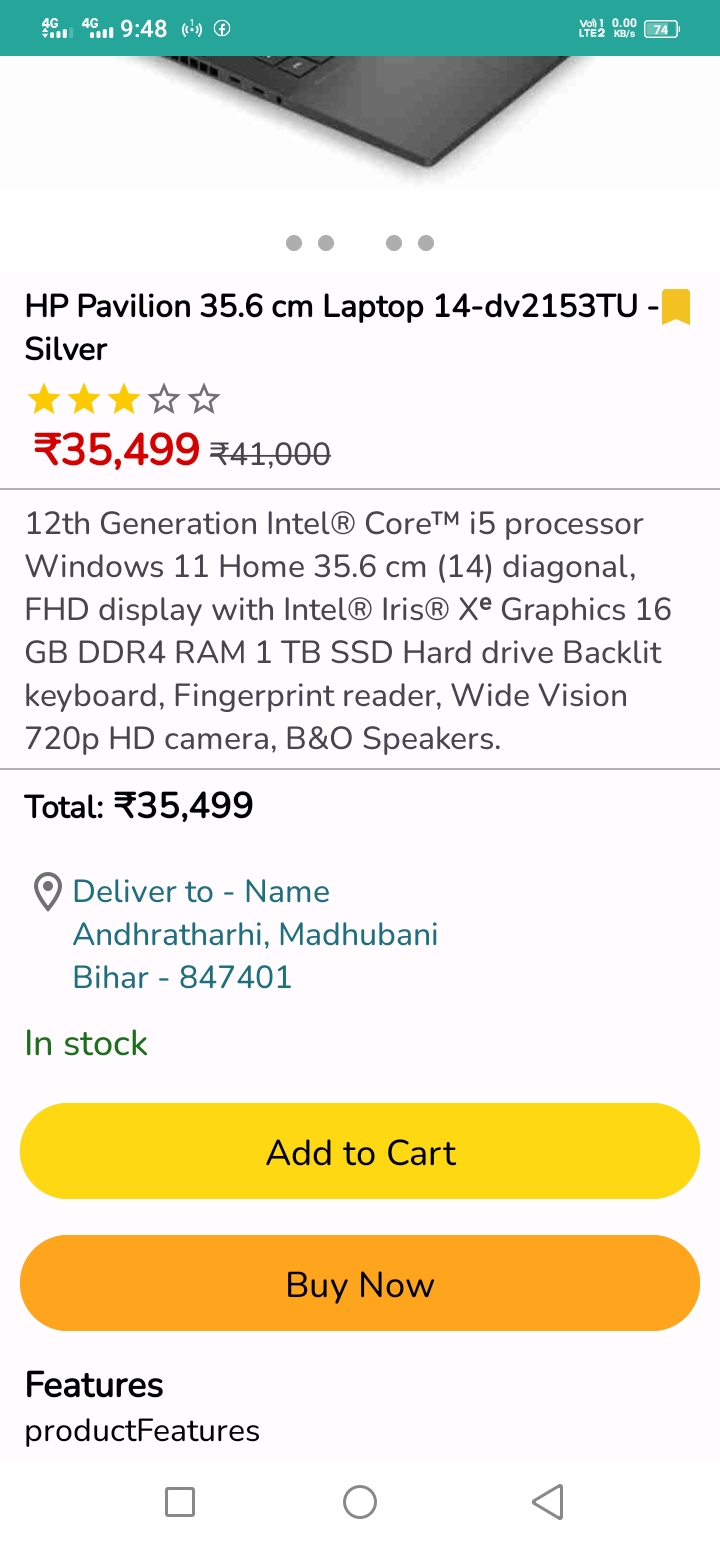 4G 4G 9:48 Vo) 1 LTE2 0.00 KB/s 74
HP Pavilion 35.6 cm Laptop 14-dv2153TU -
Silver
₹35,499 ₹41,000
12th Generation Intel® Core™ i5 processor
Windows 11 Home 35.6 cm (14) diagonal,
FHD display with Intel® Iris® Xᵉ Graphics 16
GB DDR4 RAM 1 TB SSD Hard drive Backlit
keyboard, Fingerprint reader, Wide Vision
720p HD camera, B&O Speakers.
Total: ₹35,499
Deliver to - Name
Andhratharhi, Madhubani
Bihar - 847401
In stock
Add to Cart
Buy Now
Features
productFeatures